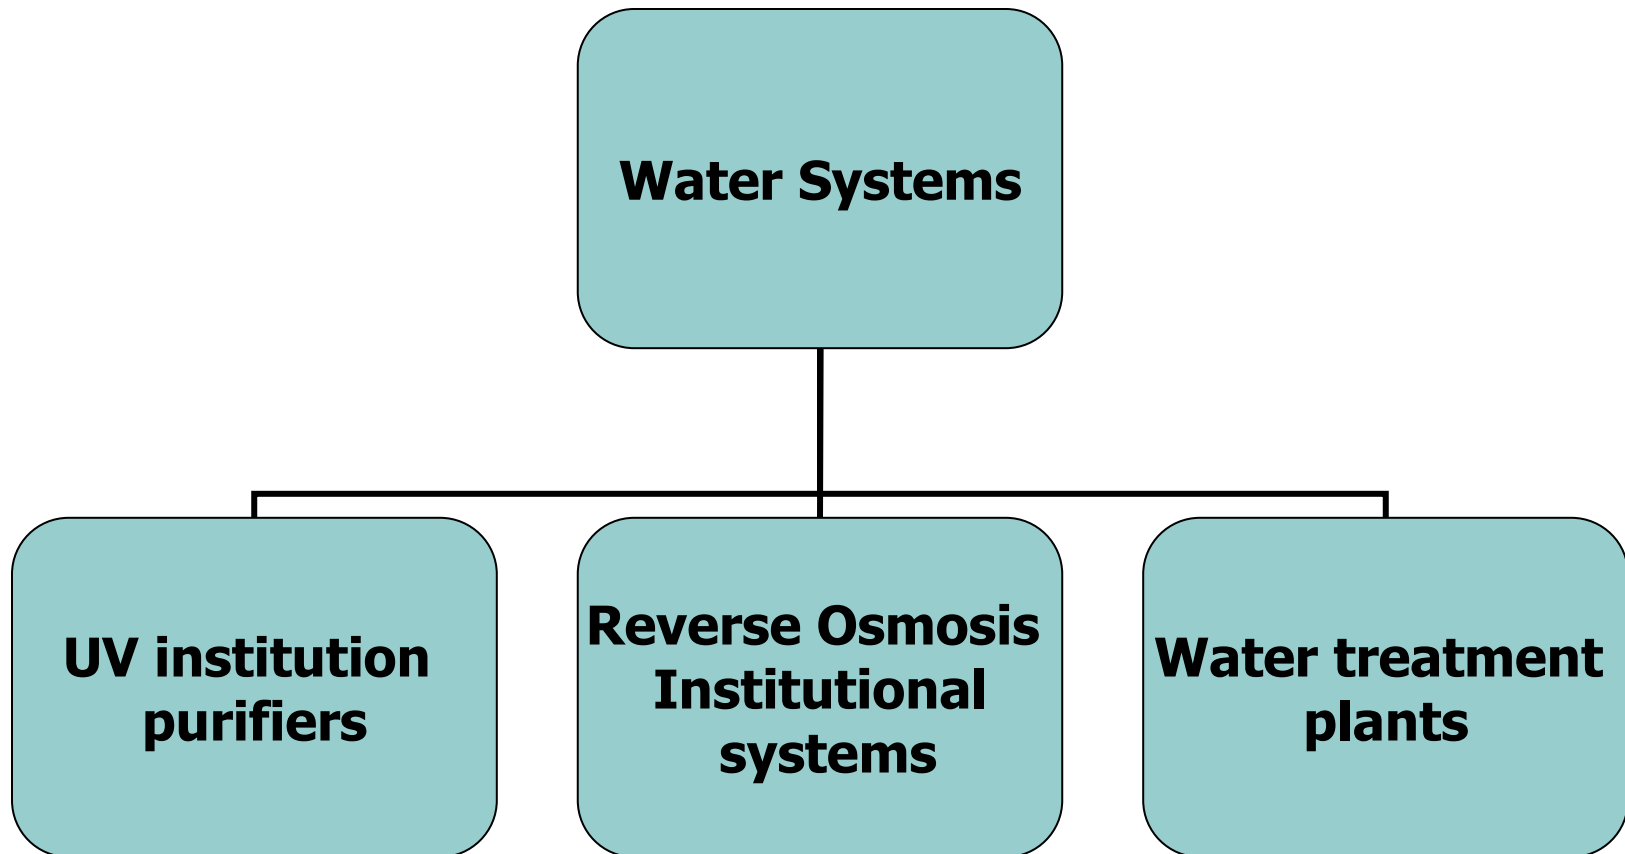 Water Systems
UV institution
purifiers
Reverse Osmosis
Institutional
systems
Water treatment
plants